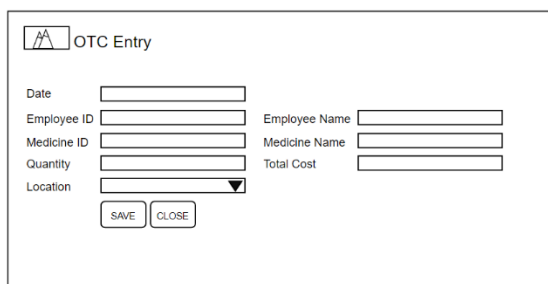 OTC Entry
Date
Employee ID Employee Name
Medicine ID Medicine Name
Quantity Total Cost
Location
SAVE CLOSE